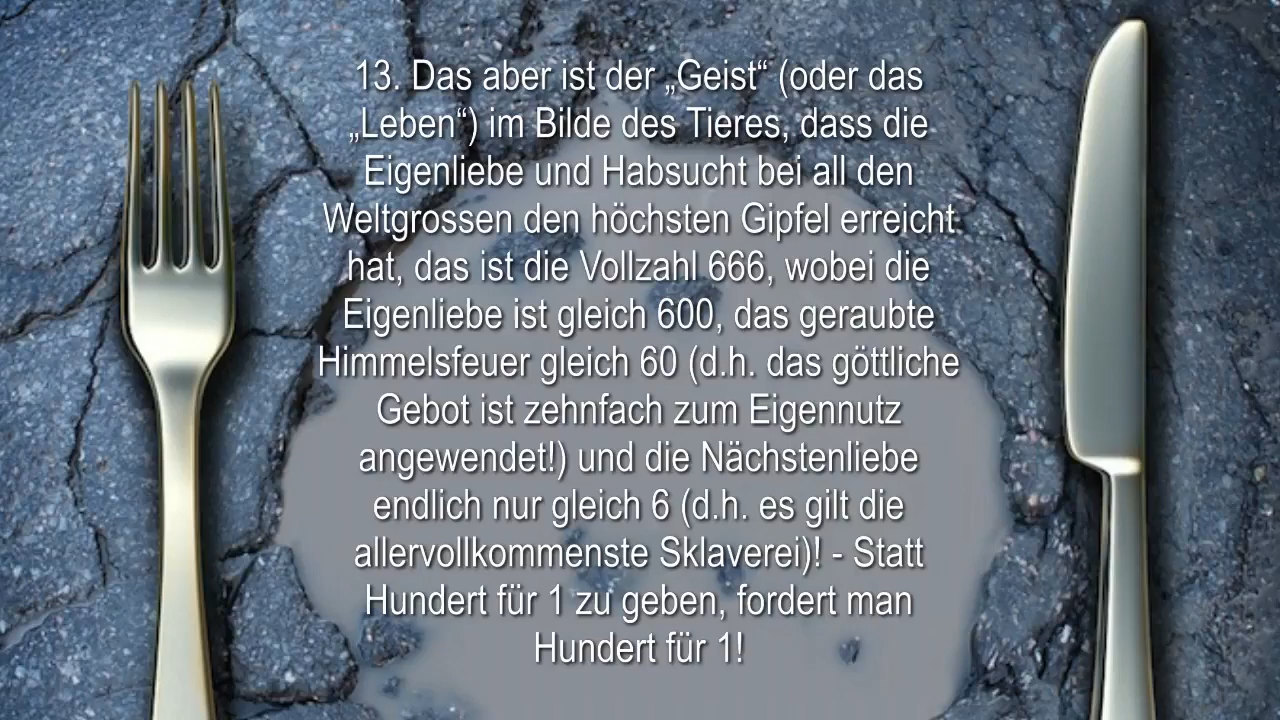 13. Das aber ist der „Geist“ (oder das
„Leben“) im Bilde des Tieres, dass die
Eigenliebe und Habsucht bei all den
Weltgrossen den höchsten Gipfel erreicht
hat, das ist die Vollzahl 666, wobei die
Eigenliebe ist gleich 600, das geraubte
Himmelsfeuer gleich 60 (d.h. das göttliche
Gebot ist zehnfach zum Eigennutz
angewendet!) und die Nächstenliebe
endlich nur gleich 6 (d.h. es gilt die
allervollkommenste Sklaverei)! - Statt
Hundert für 1 zu geben, fordert man
Hundert für 1!